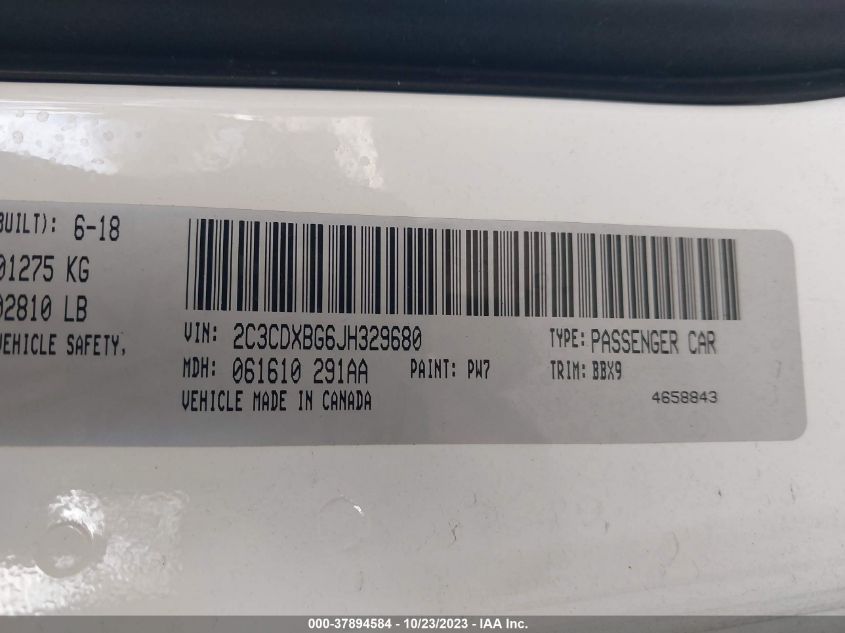 BUILT): 6-18
01275 KG
02810 LB
VEHICLE SAFETY,
VIN: 2C3CDXBG6JH329680 TYPE: PASSENGER CAR
MDH: 061610 291AA PAINT: PW7 TRIM: BBX9
VEHICLE MADE IN CANADA 4658843
000-37894584 / 10/23/2023 - IAA Inc.